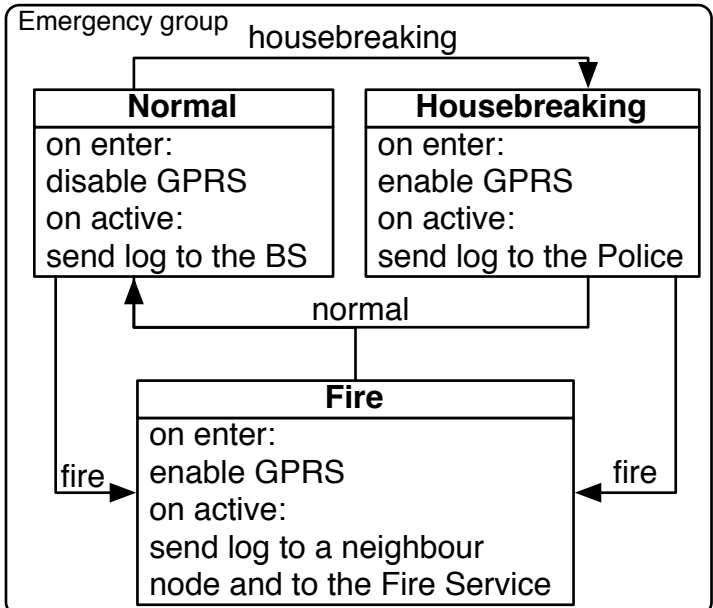 Emergency group
housebreaking
Normal
on enter:
disable GPRS
on active:
send log to the BS
Housebreaking
on enter:
enable GPRS
on active:
send log to the Police
normal
fire
fire
Fire
on enter:
enable GPRS
on active:
send log to a neighbour
node and to the Fire Service